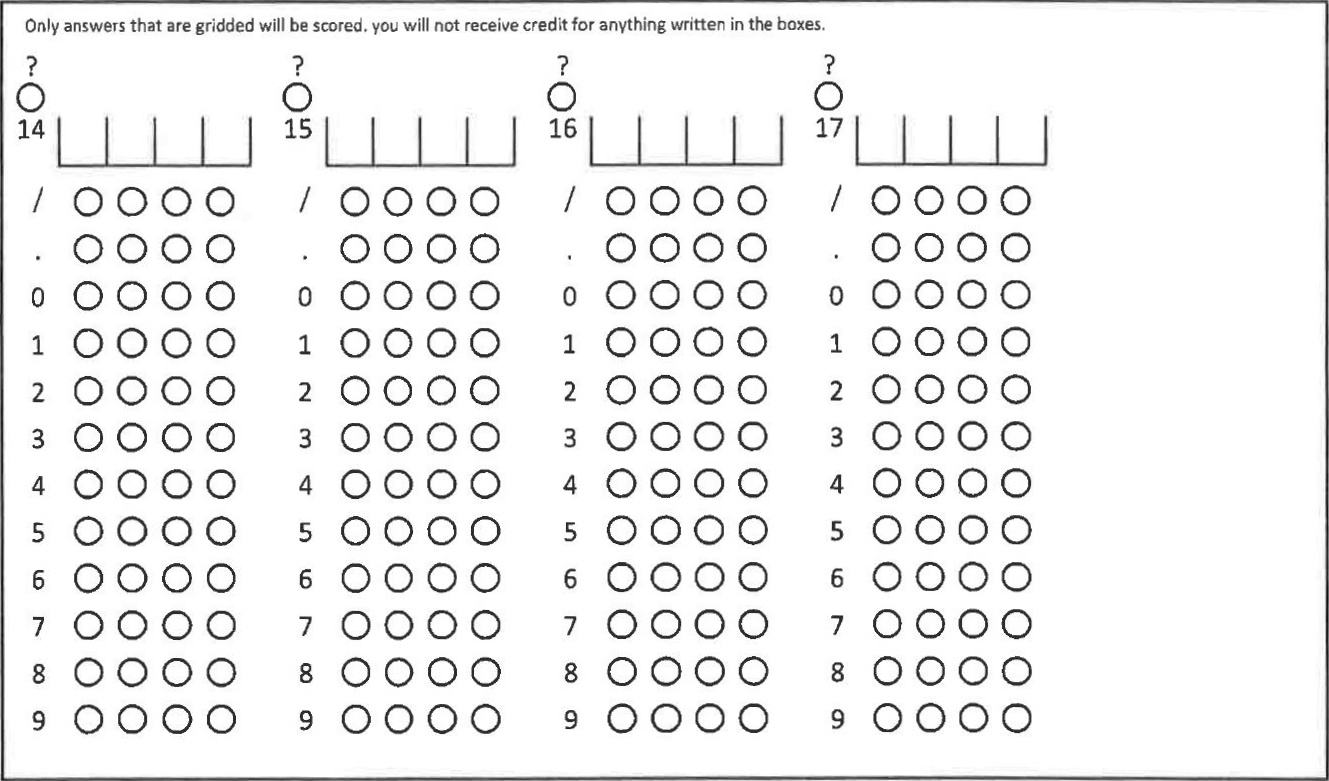 Only answers that are gridded will be scored. you will not receive credit for anything written in the boxes.
? ? ? ?
14 15 16 17
/ / / /
. . . .
0 0 0 0
1 1 1 1
2 2 2 2
3 3 3 3
4 4 4 4
5 5 5 5
6 6 6 6
7 7 7 7
8 8 8 8
9 9 9 9